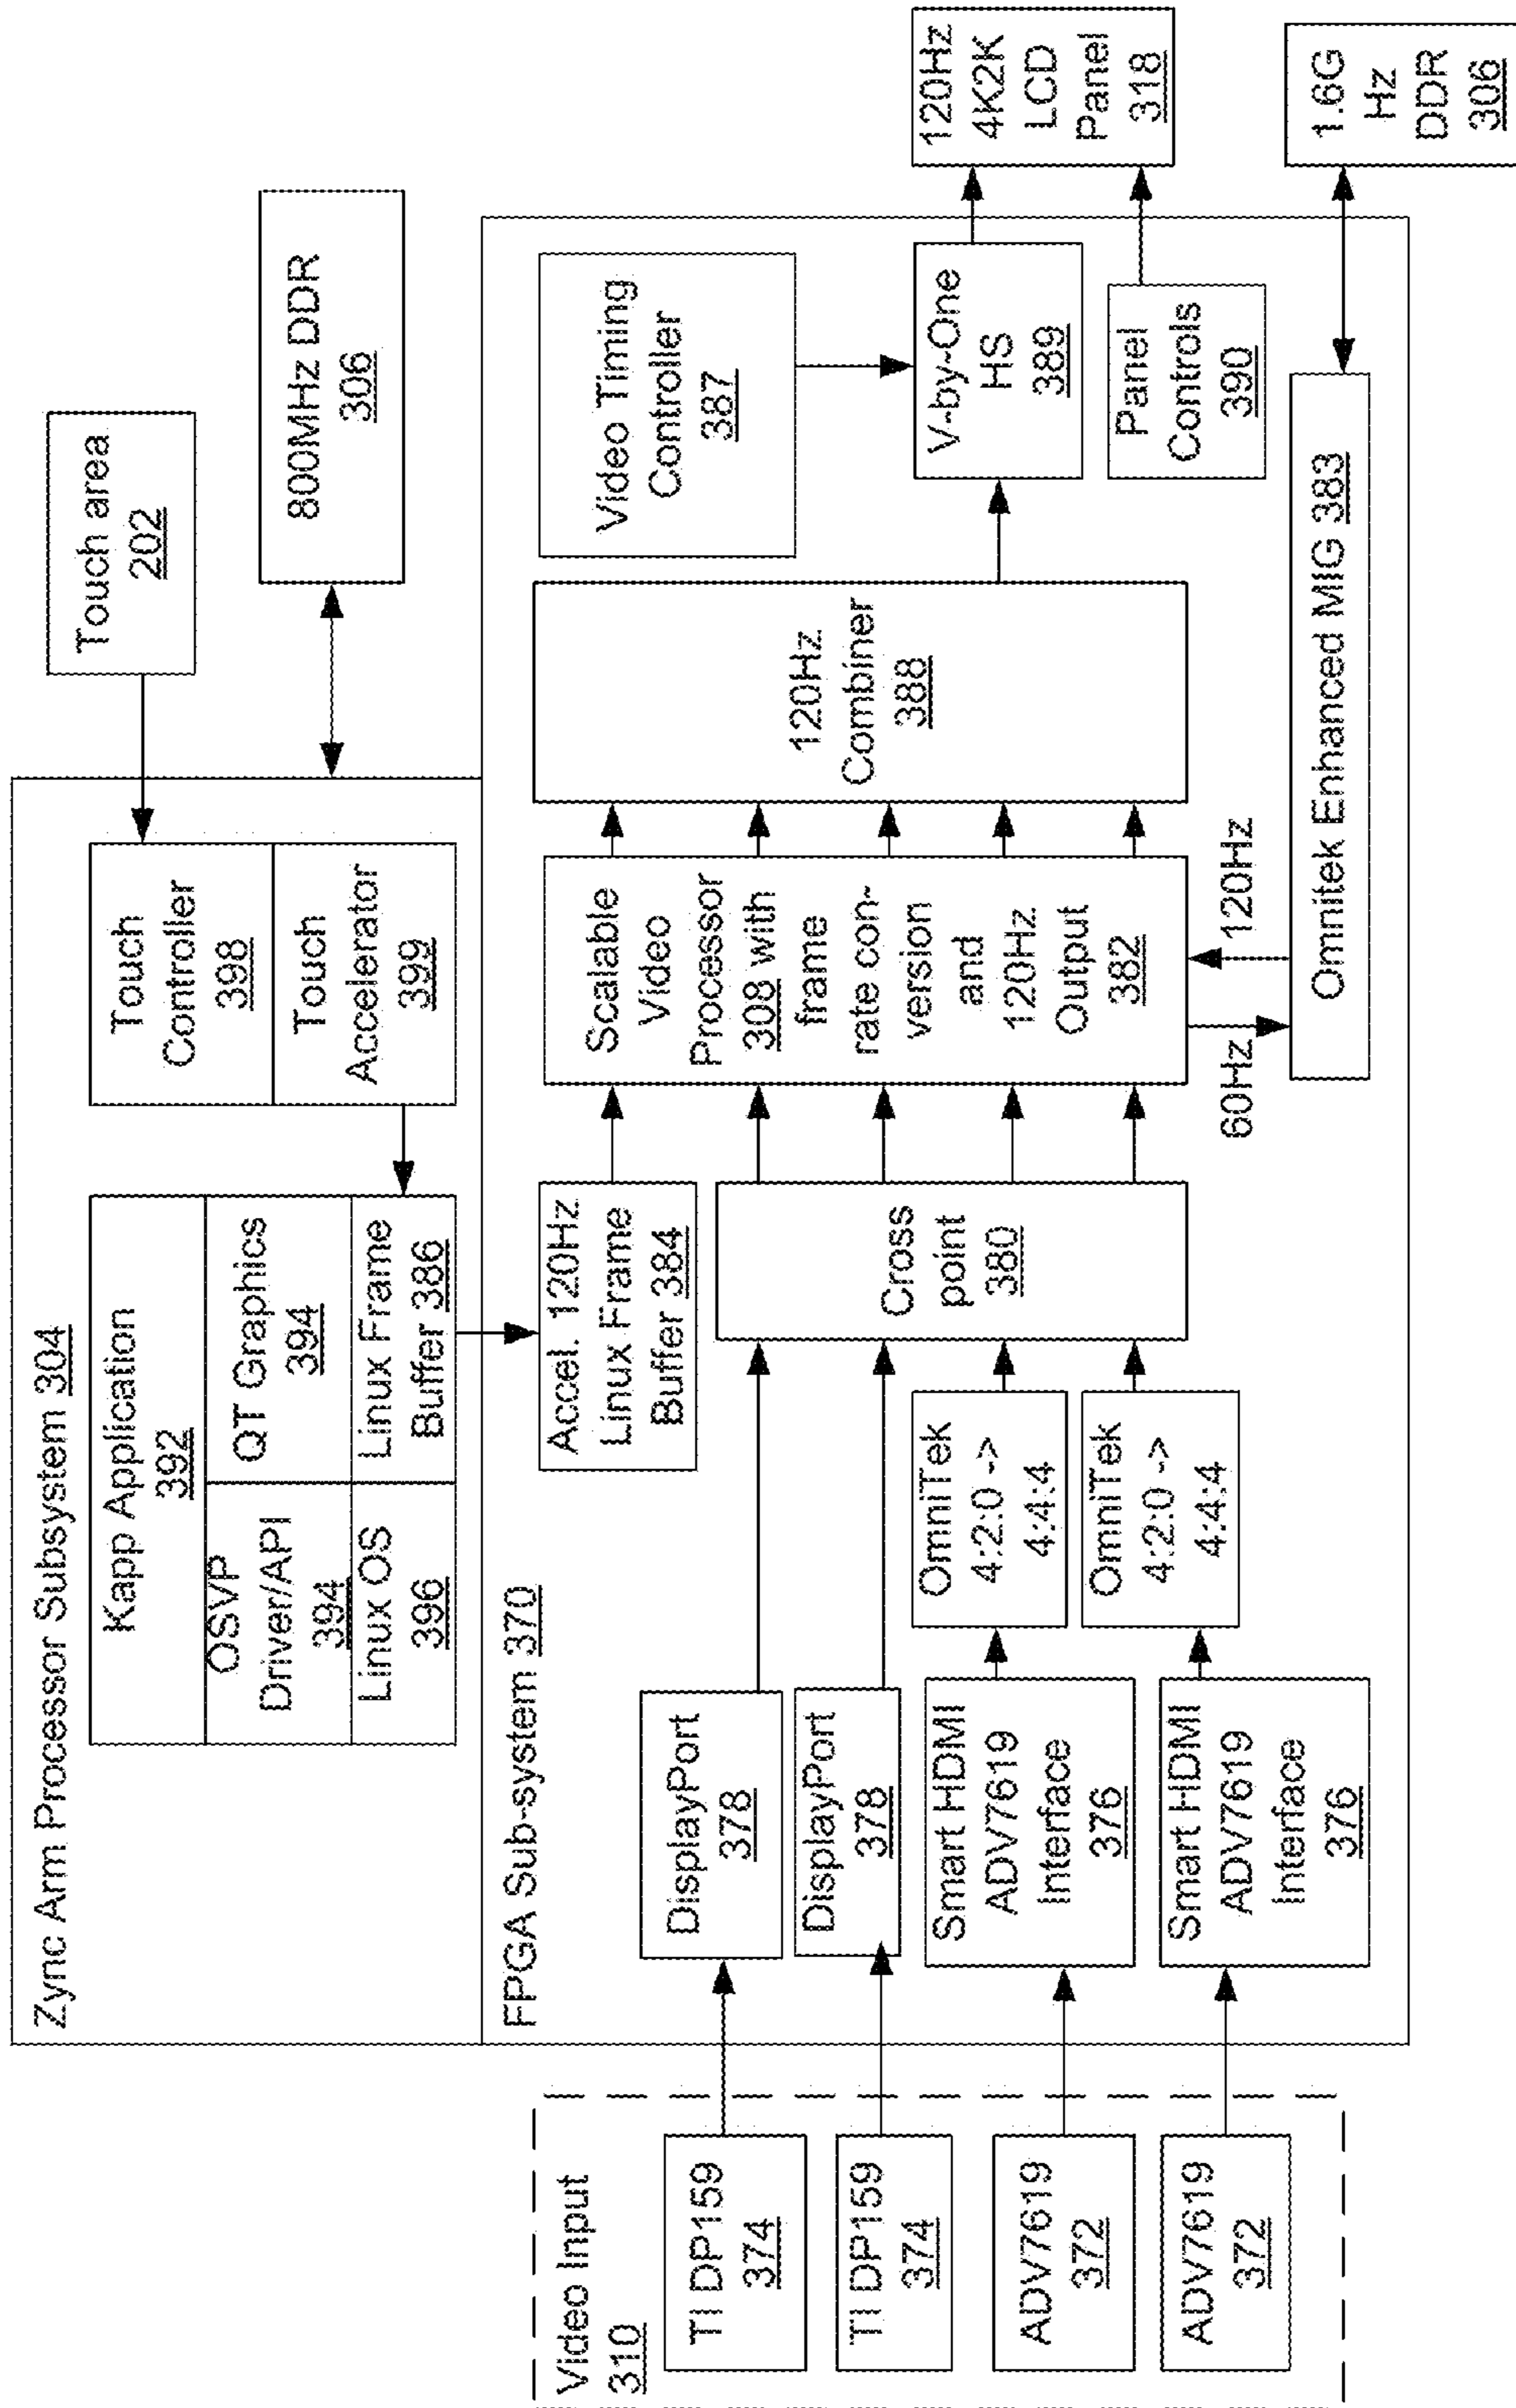 Zync Arm Processor Subsystem 304
Kapp Application
392
OSVP
Driver/API
394
QT Graphics
394
Linux OS
396
Linux Frame
Buffer 386
Touch
Controller
398
Touch
Accelerator
399
Touch area
202
800MHz DDR
306
FPGA Sub-system 370
Video Input
310
TI DP159
374
TI DP159
374
ADV7619
372
ADV7619
372
DisplayPort
378
DisplayPort
378
Smart HDMI
ADV7619
Interface
376
Smart HDMI
ADV7619
Interface
376
OmniTek
4:2:0 ->
4:4:4
OmniTek
4:2:0 ->
4:4:4
Accel. 120Hz
Linux Frame
Buffer 384
Cross
point
380
Scalable
Video
Processor
308 with
frame
rate con-
version
and
120Hz
Output
382
60Hz
120Hz
120Hz
Combiner
388
Video Timing
Controller
387
V-by-One
HS
389
Panel
Controls
390
Omnitek Enhanced MIG 383
120Hz
4K2K
LCD
Panel
318
1.6G
Hz
DDR
306